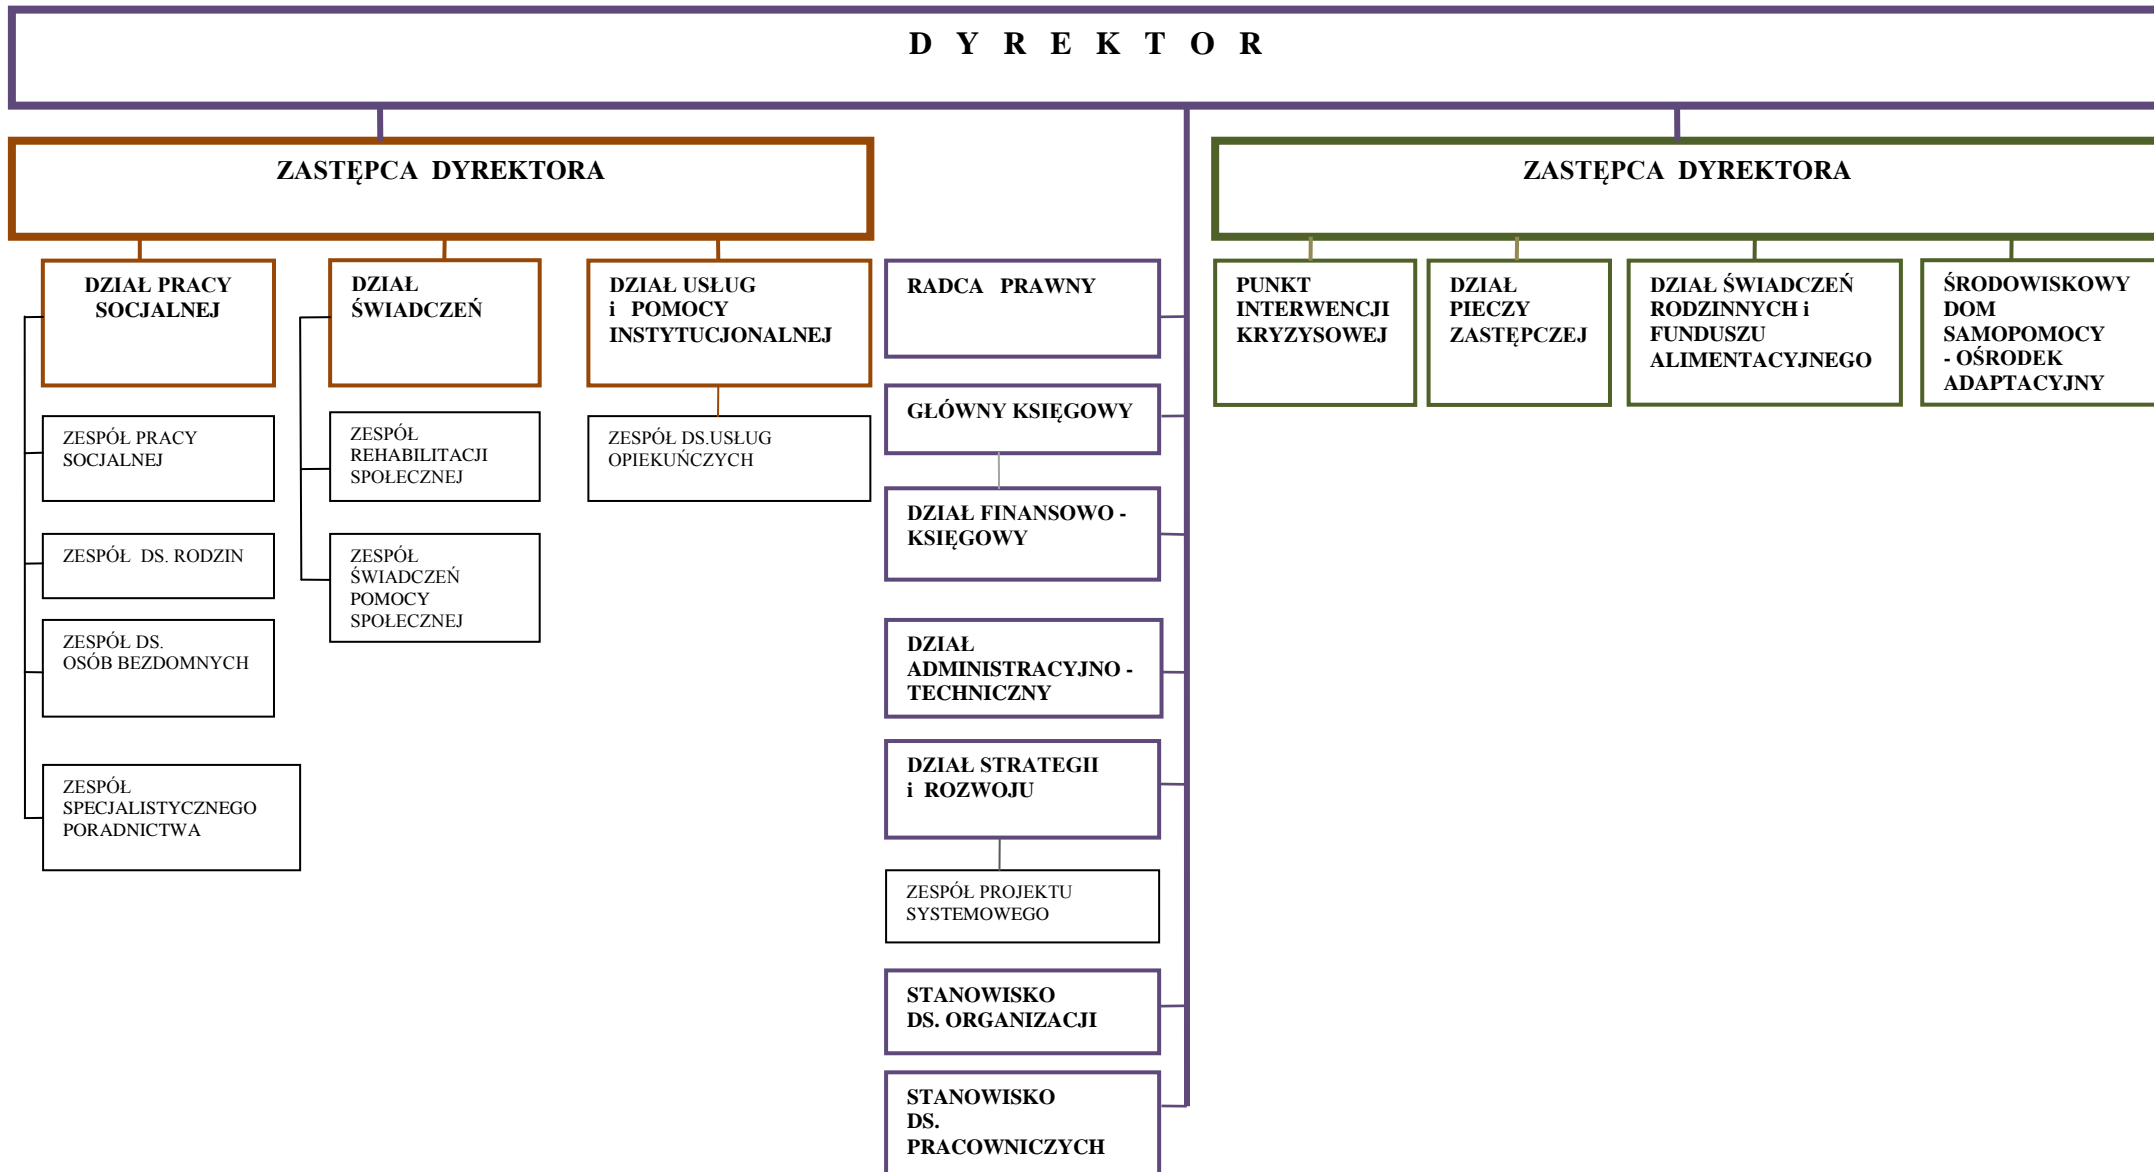 D Y R E K T O R
ZASTĘPCA DYREKTORA
ZASTĘPCA DYREKTORA
DZIAŁ PRACY
SOCJALNEJ
DZIAŁ
ŚWIADCZEŃ
DZIAŁ USŁUG
i POMOCY
INSTYTUCJONALNEJ
RADCA PRAWNY
PUNKT
INTERWENCJI
KRYZYSOWEJ
DZIAŁ
PIECZY
ZASTĘPCZEJ
DZIAŁ ŚWIADCZEŃ
RODZINNYCH i
FUNDUSZU
ALIMENTACYJNEGO
ŚRODOWISKOWY
DOM
SAMOPOMOCY
- OŚRODEK
ADAPTACYJNY
ZESPÓŁ PRACY
SOCJALNEJ
ZESPÓŁ DS. RODZIN
ZESPÓŁ DS.
OSÓB BEZDOMNYCH
ZESPÓŁ
SPECJALISTYCZNEGO
PORADNICTWA
ZESPÓŁ
REHABILITACJI
SPOŁECZNEJ
ZESPÓŁ
ŚWIADCZEŃ
POMOCY
SPOŁECZNEJ
ZESPÓŁ DS.USŁUG
OPIEKUŃCZYCH
GŁÓWNY KSIĘGOWY
DZIAŁ FINANSOWO -
KSIĘGOWY
DZIAŁ
ADMINISTRACYJNO -
TECHNICZNY
DZIAŁ STRATEGII
i ROZWOJU
ZESPÓŁ PROJEKTU
SYSTEMOWEGO
STANOWISKO
DS. ORGANIZACJI
STANOWISKO
DS.
PRACOWNICZYCH